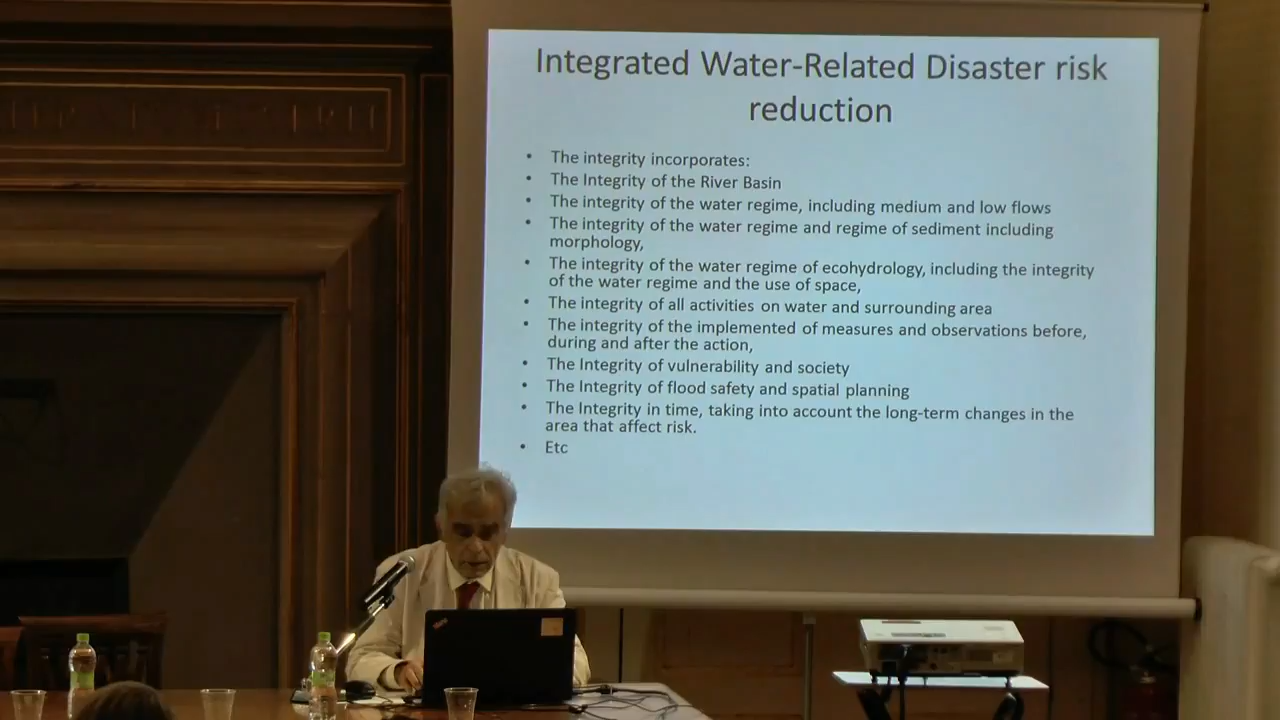 Integrated Water-Related Disaster risk
reduction
• The integrity incorporates:
• The Integrity of the River Basin
• The integrity of the water regime, including medium and low flows
• The integrity of the water regime and regime of sediment including
morphology,
• The integrity of the water regime of ecohydrology, including the integrity
of the water regime and the use of space,
• The integrity of all activities on water and surrounding area
• The integrity of the implemented of measures and observations before,
during and after the action,
• The Integrity of vulnerability and society
• The Integrity of flood safety and spatial planning
• The Integrity in time, taking into account the long-term changes in the
area that affect risk.
• Etc